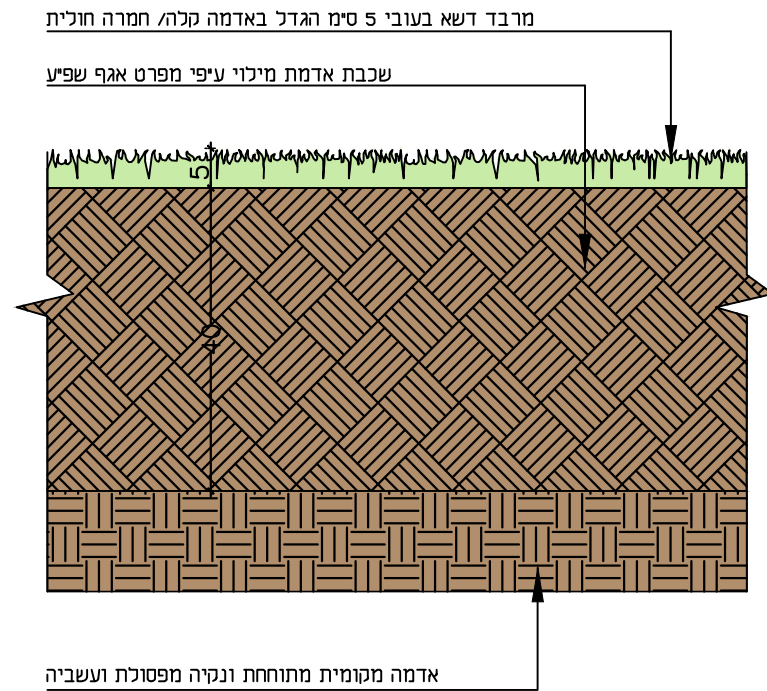 מרבד דשא בעובי 5 ס"מ הגדל באדמה קלה/ חמרה חולית
שכבת אדמת מילוי ע"פי מפרט אגף שפ"ע
5
40
אדמה מקומית מתוחחת ונקיה מפסולת ועשביה